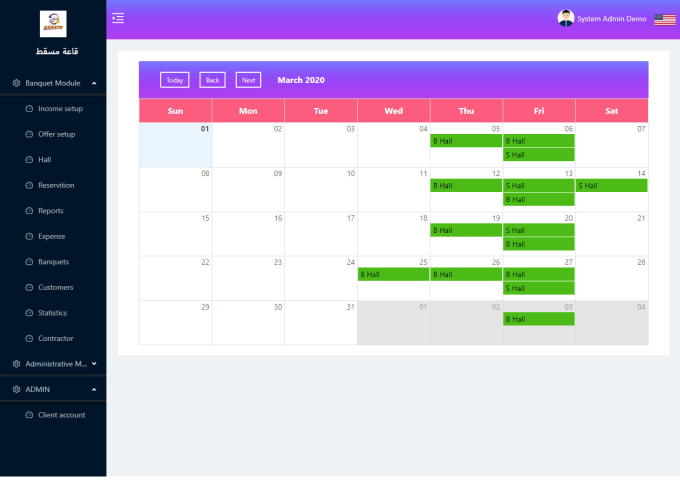 قاعة مسقط
Banquet Module
Income setup
Offer setup
Hall
Reservition
Reports
Expense
Banquets
Customers
Statistics
Contractor
Administrative M...
ADMIN
Client account
System Admin Demo
Today Back Next March 2020
Sun Mon Tue Wed Thu Fri Sat
01 02 03 04 05 06 07
B Hall B Hall
S Hall
08 09 10 11 12 13 14
B Hall S Hall S Hall
B Hall
15 16 17 18 19 20 21
B Hall S Hall
B Hall
22 23 24 25 26 27 28
B Hall B Hall B Hall
S Hall
29 30 31 01 02 03 04
B Hall